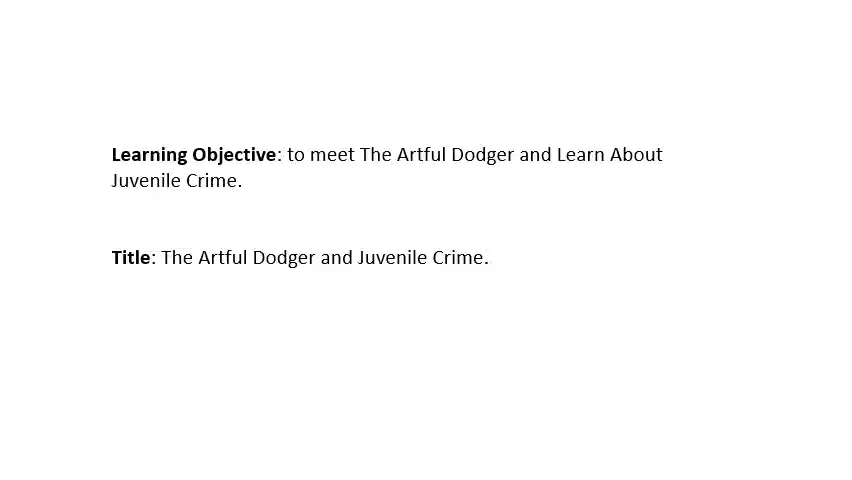 Learning Objective: to meet The Artful Dodger and Learn About
Juvenile Crime.
Title: The Artful Dodger and Juvenile Crime.